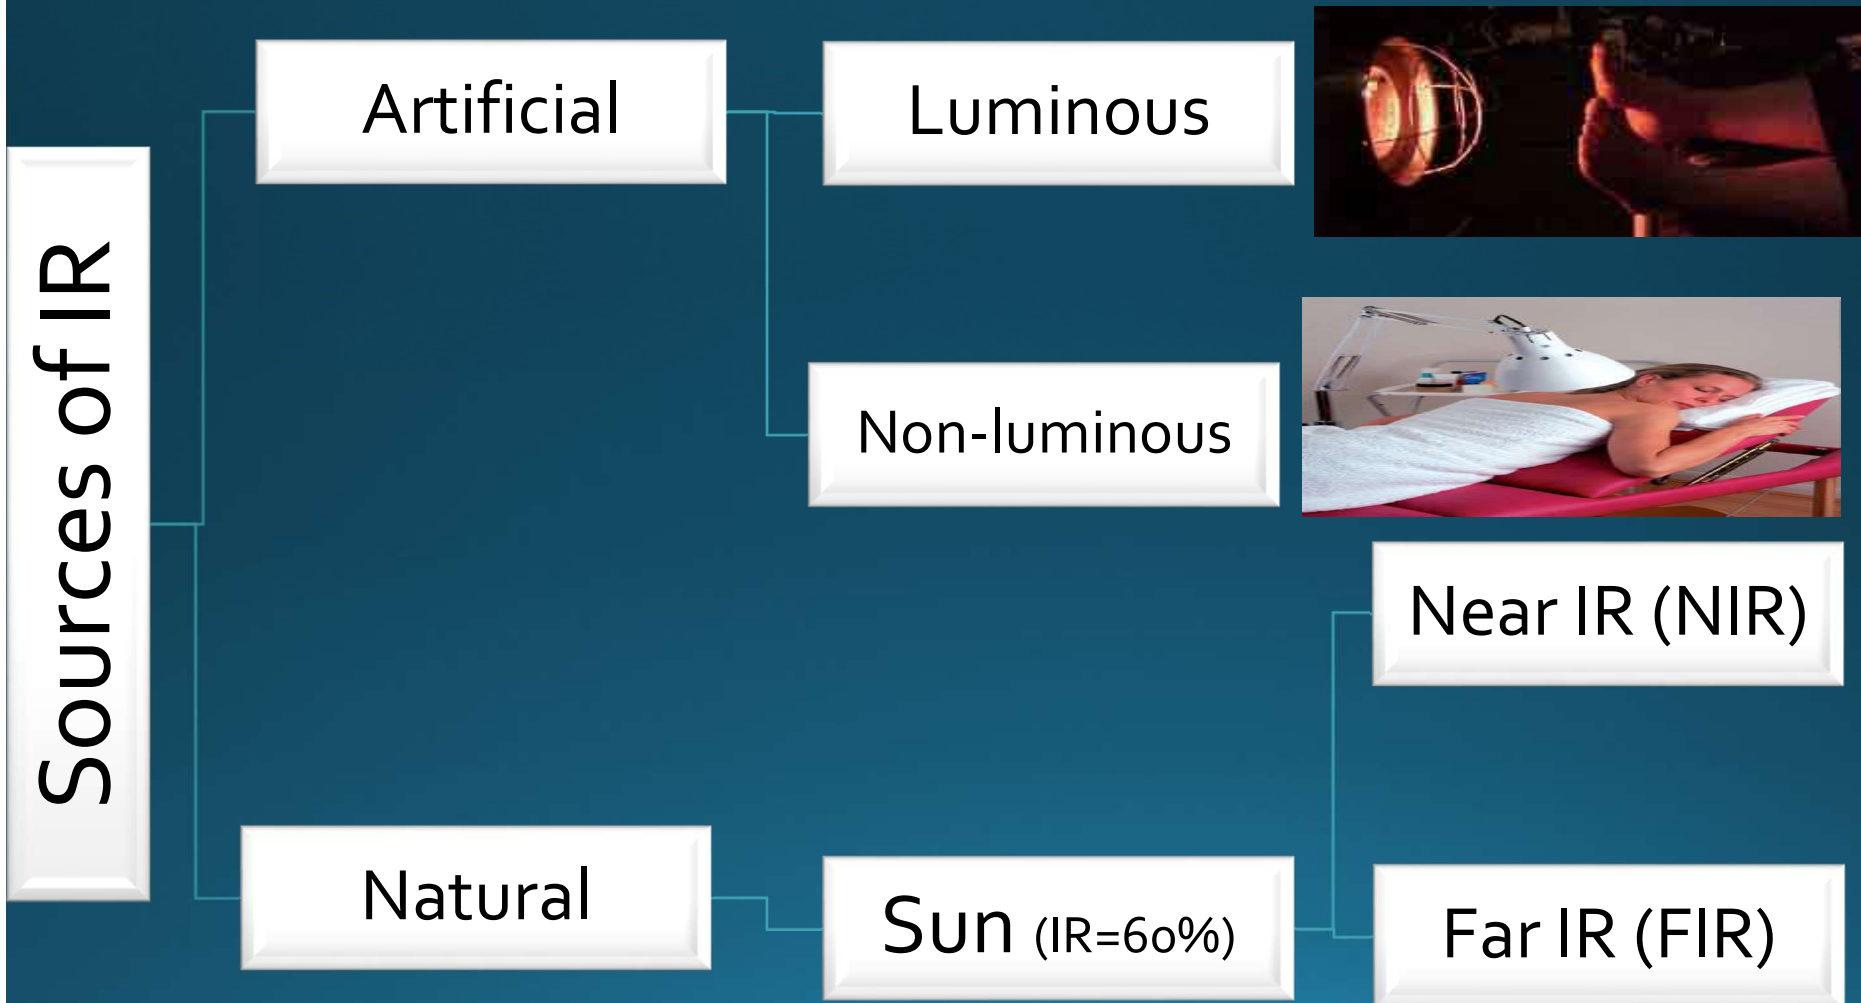 Sources of IR
Artificial
Luminous
Non-luminous
Natural
Sun (IR=60%)
Near IR (NIR)
Far IR (FIR)